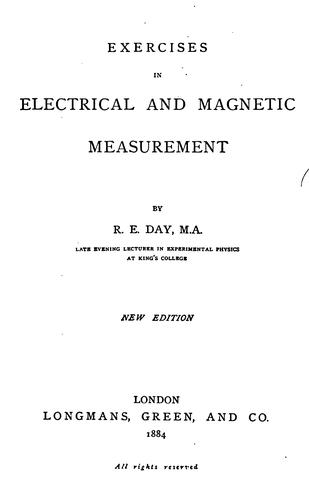 EXERCISES
IN
ELECTRICAL AND MAGNETIC
MEASUREMENT
BY
R. E. DAY, M.A.
LATE EVENING LECTURER IN EXPERIMENTAL PHYSICS
AT KING'S COLLEGE
NEW EDITION
LONDON
LONGMANS, GREEN, AND CO.
1884
All rights reserved